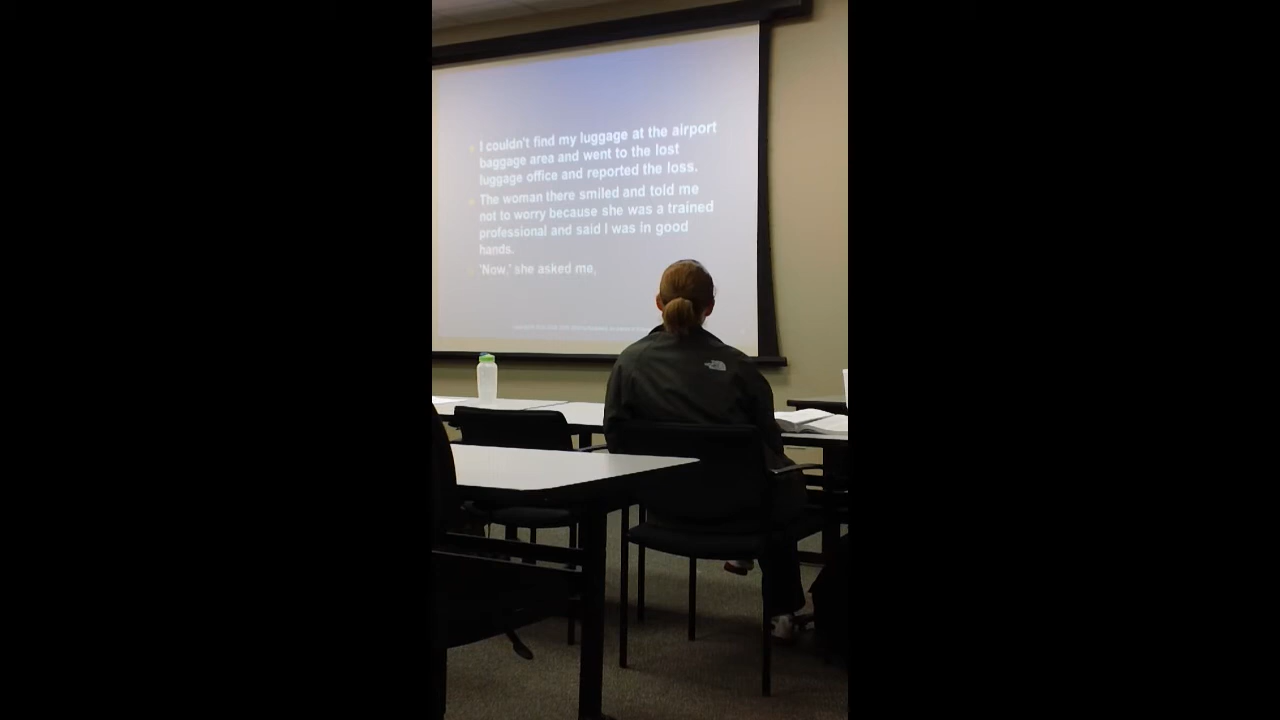 I couldn't find my luggage at the airport
baggage area and went to the lost
luggage office and reported the loss.
The woman there smiled and told me
not to worry because she was a trained
professional and said I was in good
hands.
'Now,' she asked me,